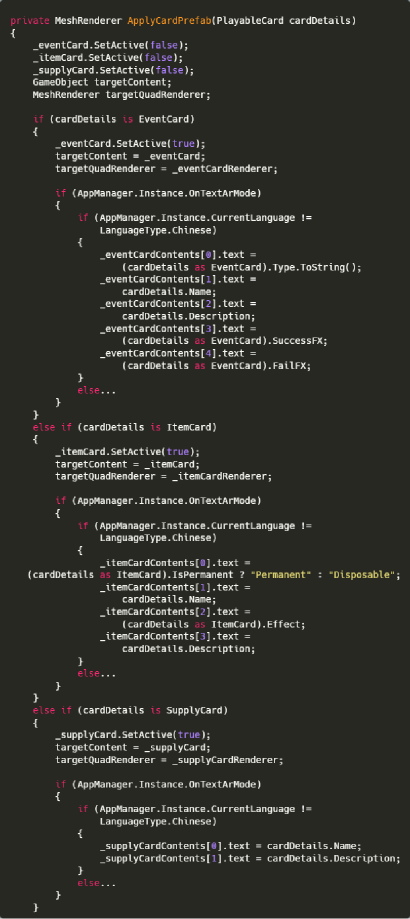 private MeshRenderer ApplyCardPrefab(PlayableCard cardDetails)
{
    _eventCard.SetActive(false);
    _itemCard.SetActive(false);
    _supplyCard.SetActive(false);
    GameObject targetContent;
    MeshRenderer targetQuadRenderer;

    if (cardDetails is EventCard)
    {
        _eventCard.SetActive(true);
        targetContent = _eventCard;
        targetQuadRenderer = _eventCardRenderer;

        if (AppManager.Instance.OnTextArMode)
        {
            if (AppManager.Instance.CurrentLanguage !=
                LanguageType.Chinese)
            {
                _eventCardContents[0].text =
                    (cardDetails as EventCard).Type.ToString();
                _eventCardContents[1].text =
                    cardDetails.Name;
                _eventCardContents[2].text =
                    cardDetails.Description;
                _eventCardContents[3].text =
                    (cardDetails as EventCard).SuccessFX;
                _eventCardContents[4].text =
                    (cardDetails as EventCard).FailFX;
            }
            else...
        }
    }
    else if (cardDetails is ItemCard)
    {
        _itemCard.SetActive(true);
        targetContent = _itemCard;
        targetQuadRenderer = _itemCardRenderer;

        if (AppManager.Instance.OnTextArMode)
        {
            if (AppManager.Instance.CurrentLanguage !=
                LanguageType.Chinese)
            {
                _itemCardContents[0].text =
   (cardDetails as ItemCard).IsPermanent ? "Permanent" : "Disposable";
                _itemCardContents[1].text =
                    cardDetails.Name;
                _itemCardContents[2].text =
                    (cardDetails as ItemCard).Effect;
                _itemCardContents[3].text =
                    cardDetails.Description;
            }
            else...
        }
    }
    else if (cardDetails is SupplyCard)
    {
        _supplyCard.SetActive(true);
        targetContent = _supplyCard;
        targetQuadRenderer = _supplyCardRenderer;

        if (AppManager.Instance.OnTextArMode)
        {
            if (AppManager.Instance.CurrentLanguage !=
                LanguageType.Chinese)
            {
                _supplyCardContents[0].text = cardDetails.Name;
                _supplyCardContents[1].text = cardDetails.Description;
            }
            else...
        }
    }